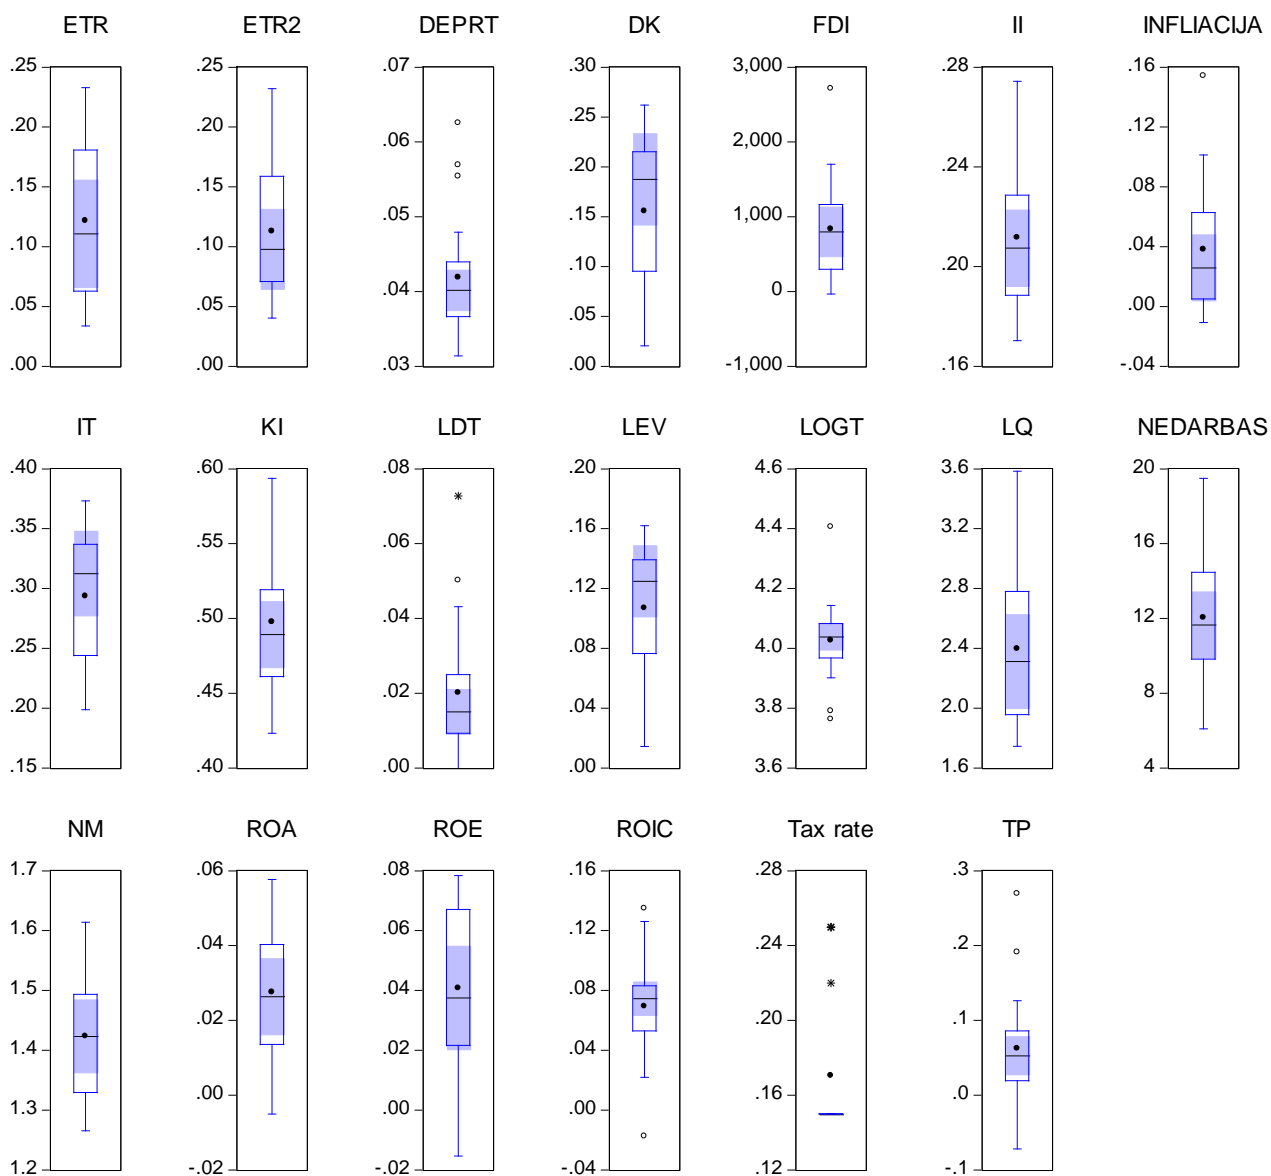 ETR ETR2 DEPRT DK FDI II INFLIACIJA
.25 .25 .07 .30 3,000 .28 .16
.20 .20 .06 .25 2,000 .24 .12
.15 .15 .05 .20 1,000 .20 .08
.10 .10 .04 .15 0 .16 .04
.05 .05 .03 .10 -1,000 .00
.00 .00 .05 -.04
.00
IT KI LDT LEV LOGT LQ NEDARBAS
.40 .60 .08 .20 4.6 3.6 20
.35 .55 .06 .16 4.4 3.2 16
.30 .50 .04 .12 4.2 2.8 12
.25 .45 .02 .08 4.0 2.4 8
.20 .40 .00 .04 3.8 2.0 4
.15 .00 3.6 1.6
NM ROA ROE ROIC Tax rate TP
1.7 .06 .08 .16 .28 .3
1.6 .04 .06 .12 .24 .2
1.5 .02 .04 .08 .20 .1
1.4 .00 .02 .04 .16 .0
1.3 -.02 .00 .00 .12 -.1
1.2 -.02 -.04